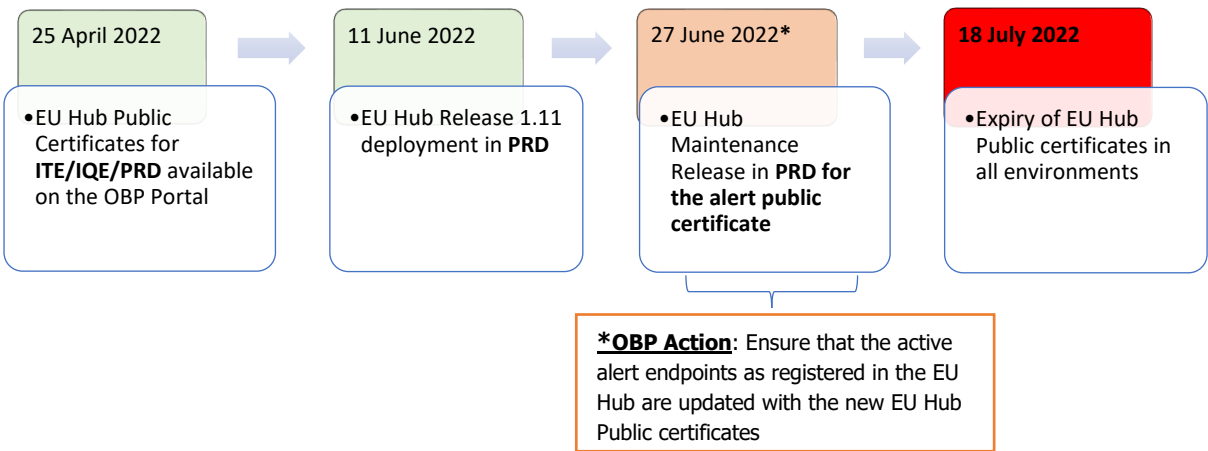 25 April 2022
•EU Hub Public
Certificates for
ITE/IQE/PRD available
on the OBP Portal
11 June 2022
•EU Hub Release 1.11
deployment in PRD
27 June 2022*
•EU Hub
Maintenance
Release in PRD for
the alert public
certificate
18 July 2022
•Expiry of EU Hub
Public certificates in
all environments
*OBP Action: Ensure that the active
alert endpoints as registered in the EU
Hub are updated with the new EU Hub
Public certificates